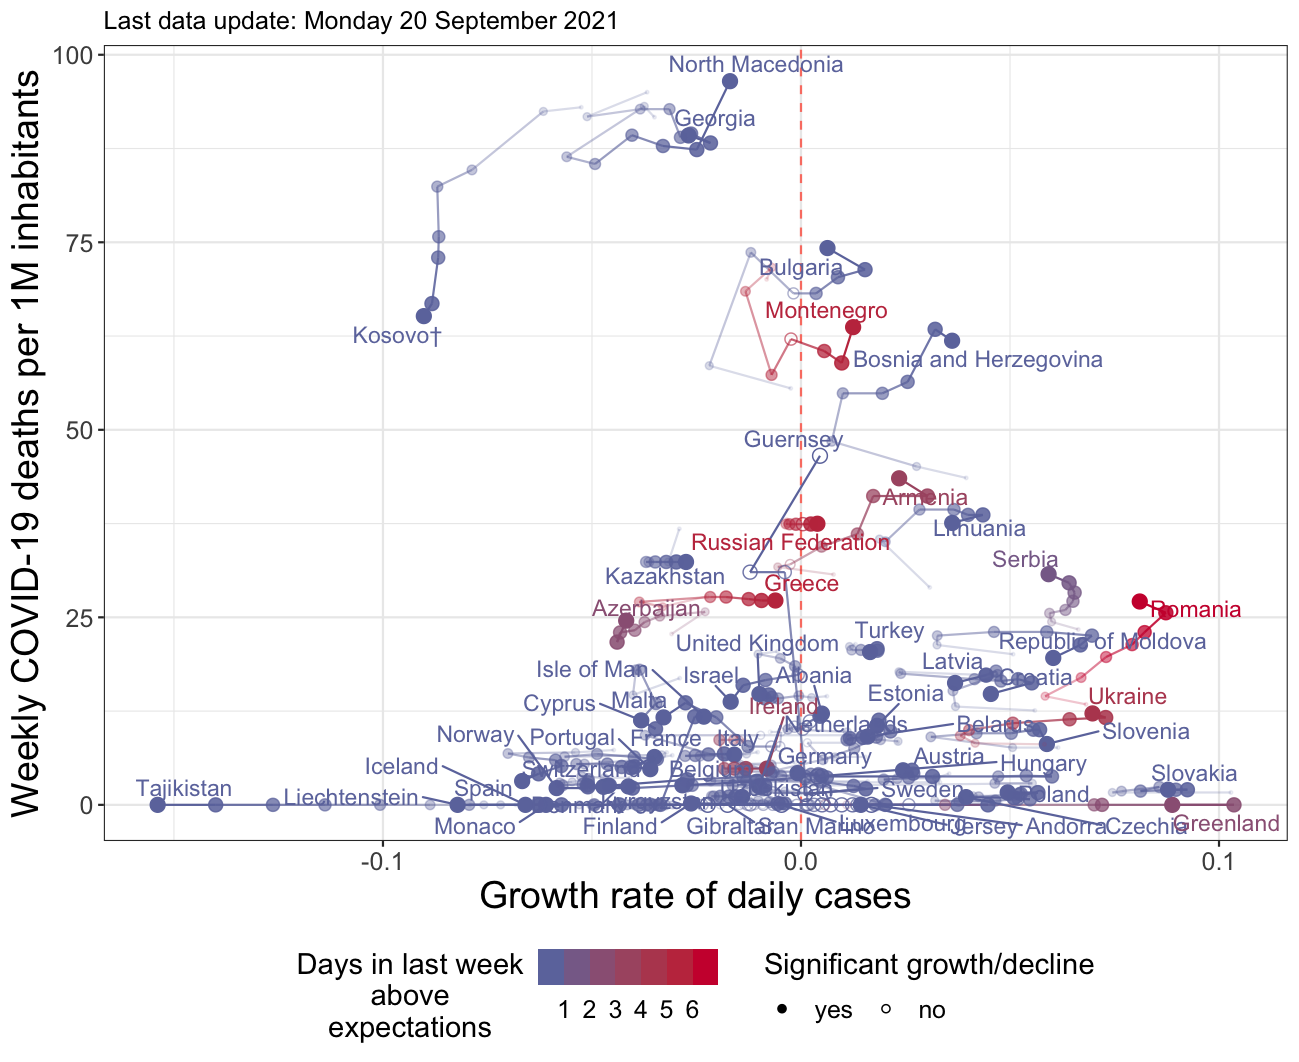 Last data update: Monday 20 September 2021
Weekly COVID-19 deaths per 1M inhabitants
100
75
50
25
0
North Macedonia
Georgia
Bulgaria
Montenegro
Kosovo†
Bosnia and Herzegovina
Guernsey
Armenia
Lithuania
Russian Federation
Serbia
Kazakhstan
Greece
Azerbaijan
Romania
Turkey
United Kingdom
Republic of Moldova
Latvia
Isle of Man
Israel
Albania
Croatia
Estonia
Ukraine
Cyprus
Malta
Ireland
Netherlands
Belarus
Slovenia
Norway
Portugal
France
Italy
Germany
Austria
Hungary
Iceland
Switzerland
Belgium
Slovakia
Tajikistan
Liechtenstein
Spain
Sweden
Poland
Kyrgyzstan
Monaco
Finland
Gibraltar
San Marino
Luxembourg
Jersey
Andorra
Czechia
Greenland
-0.1
0.0
0.1
Growth rate of daily cases
Days in last week
above
expectations
1 2 3 4 5 6
Significant growth/decline
yes
no